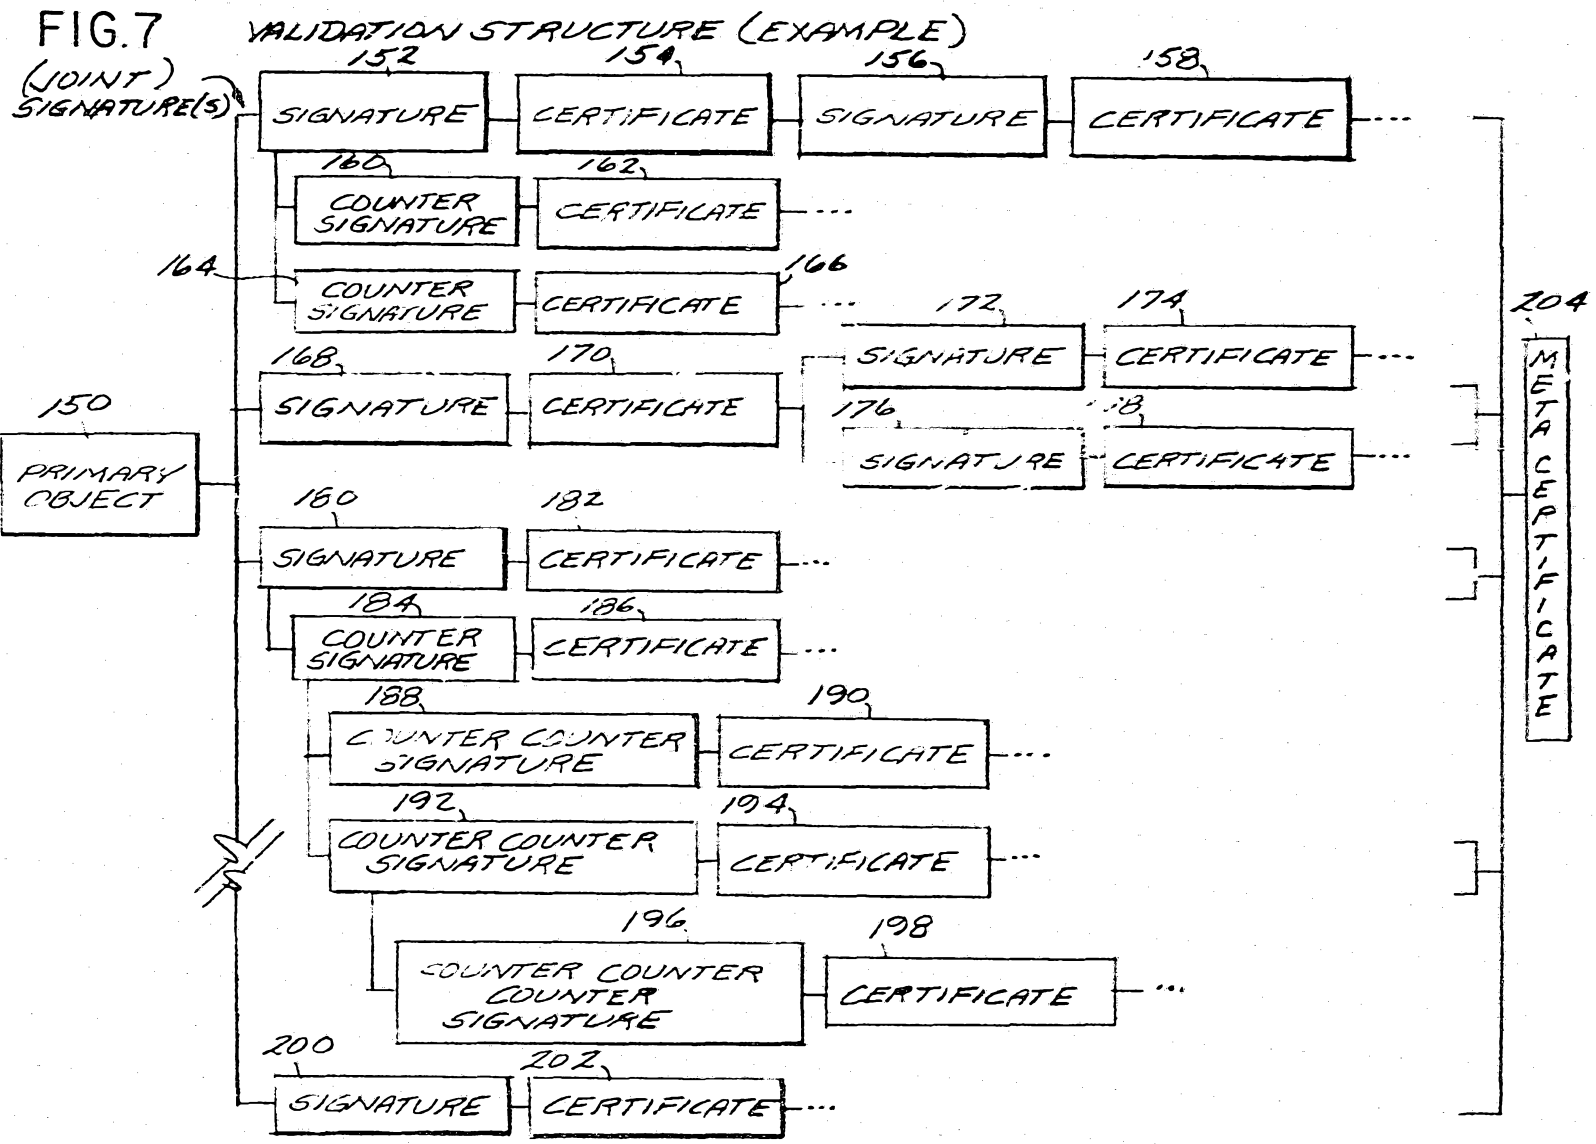 FIG.7 VALIDATION STRUCTURE (EXAMPLE)
(JOINT)
SIGNATURE(S)
152 154 156 158
SIGNATURE CERTIFICATE SIGNATURE CERTIFICATE ....
160 162
COUNTER
SIGNATURE
CERTIFICATE ...
164 166
COUNTER
SIGNATURE
CERTIFICATE ...
168 170
SIGNATURE CERTIFICATE
172 174
SIGNATURE CERTIFICATE ....
176
SIGNATURE CERTIFICATE ....
150
PRIMARY
OBJECT
180 182
SIGNATURE CERTIFICATE ...
184 186
COUNTER
SIGNATURE
CERTIFICATE ...
188 190
COUNTER COUNTER
SIGNATURE
CERTIFICATE ....
192 194
COUNTER COUNTER
SIGNATURE
CERTIFICATE ...
196 198
COUNTER COUNTER
COUNTER
SIGNATURE
CERTIFICATE ...
200 202
SIGNATURE CERTIFICATE ...
204
META CERTIFICATE